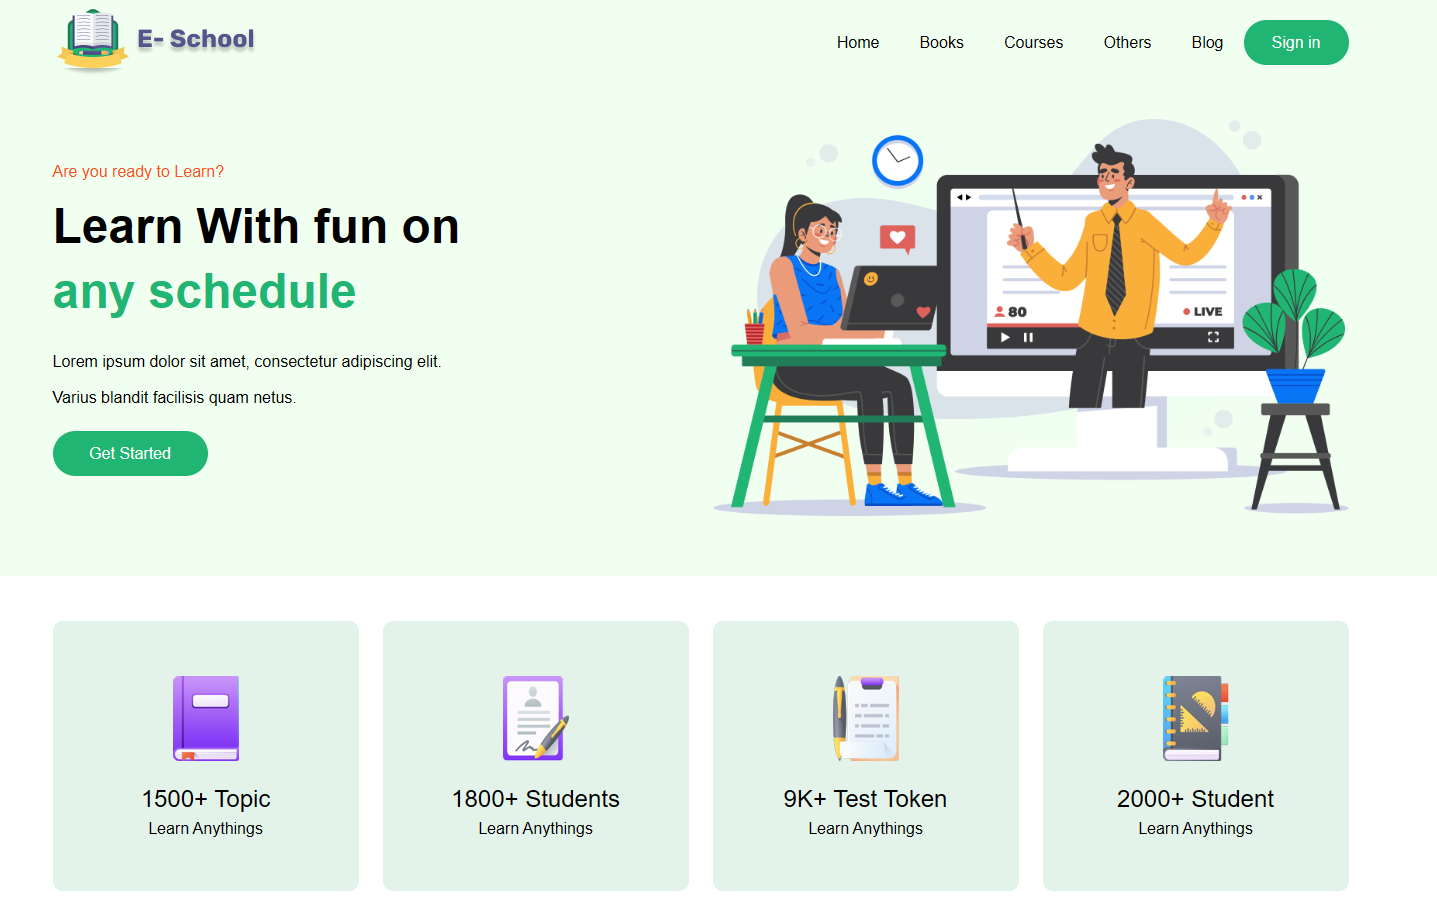 E- School
Home Books Courses Others Blog Sign in
Are you ready to Learn?
Learn With fun on
any schedule
Lorem ipsum dolor sit amet, consectetur adipiscing elit.
Varius blandit facilisis quam netus.
Get Started
80
LIVE
1500+ Topic
Learn Anythings
1800+ Students
Learn Anythings
9K+ Test Token
Learn Anythings
2000+ Student
Learn Anythings